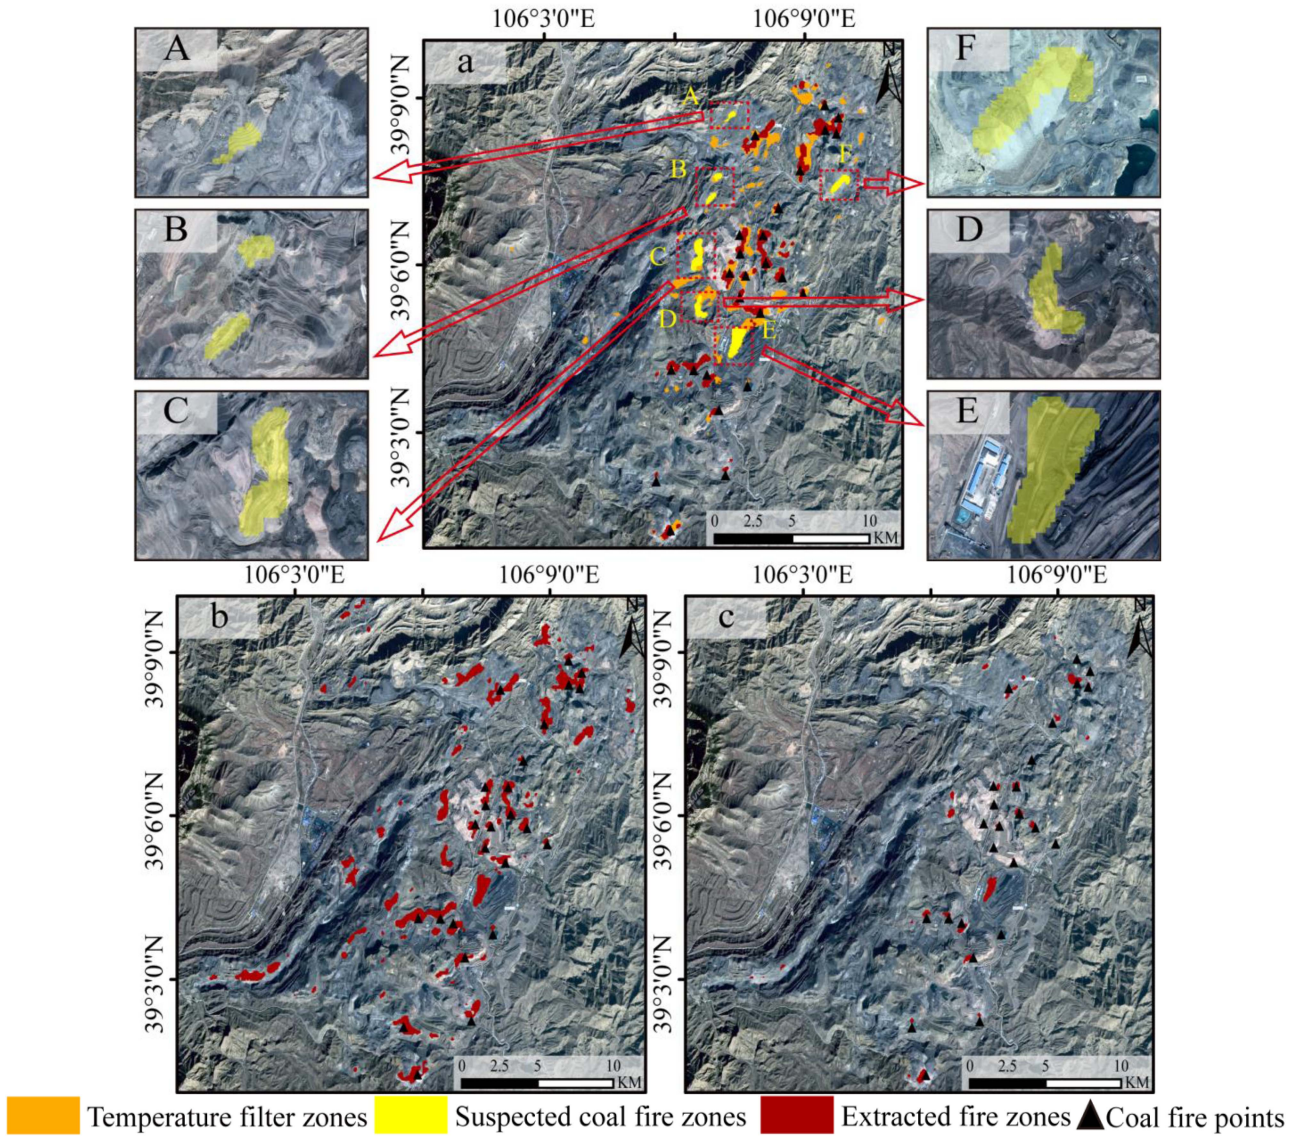 106°3'0"E 106°9'0"E
A
a
N
F
39°9'0"N
A
B
F
B
D
39°6'0"N
C
D
E
C
E
39°3'0"N
0 2.5 5 10
KM
106°3'0"E 106°9'0"E
106°3'0"E 106°9'0"E
b
N
c
N
39°9'0"N
39°9'0"N
39°6'0"N
39°6'0"N
39°3'0"N
39°3'0"N
0 2.5 5 10
KM
0 2.5 5 10
KM
Temperature filter zones Suspected coal fire zones Extracted fire zones Coal fire points